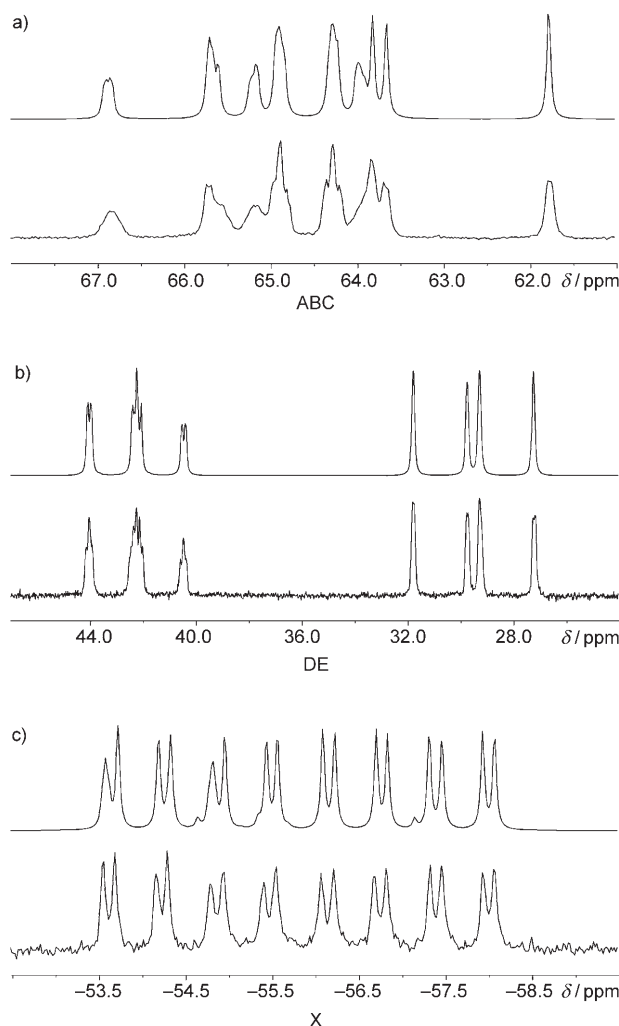 a)
67.0 66.0 65.0 64.0 63.0 62.0 δ / ppm
ABC
b)
44.0 40.0 36.0 32.0 28.0 δ / ppm
DE
c)
–53.5 –54.5 –55.5 –56.5 –57.5 –58.5 δ / ppm
X